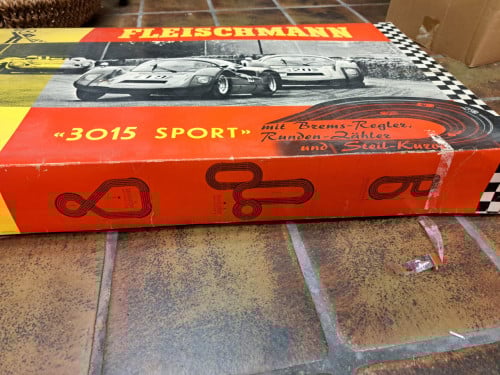 FLEISCHMANN
«3015 SPORT»
mit Brems-Regler,
Runden-Zähler
und Steil-Kurve